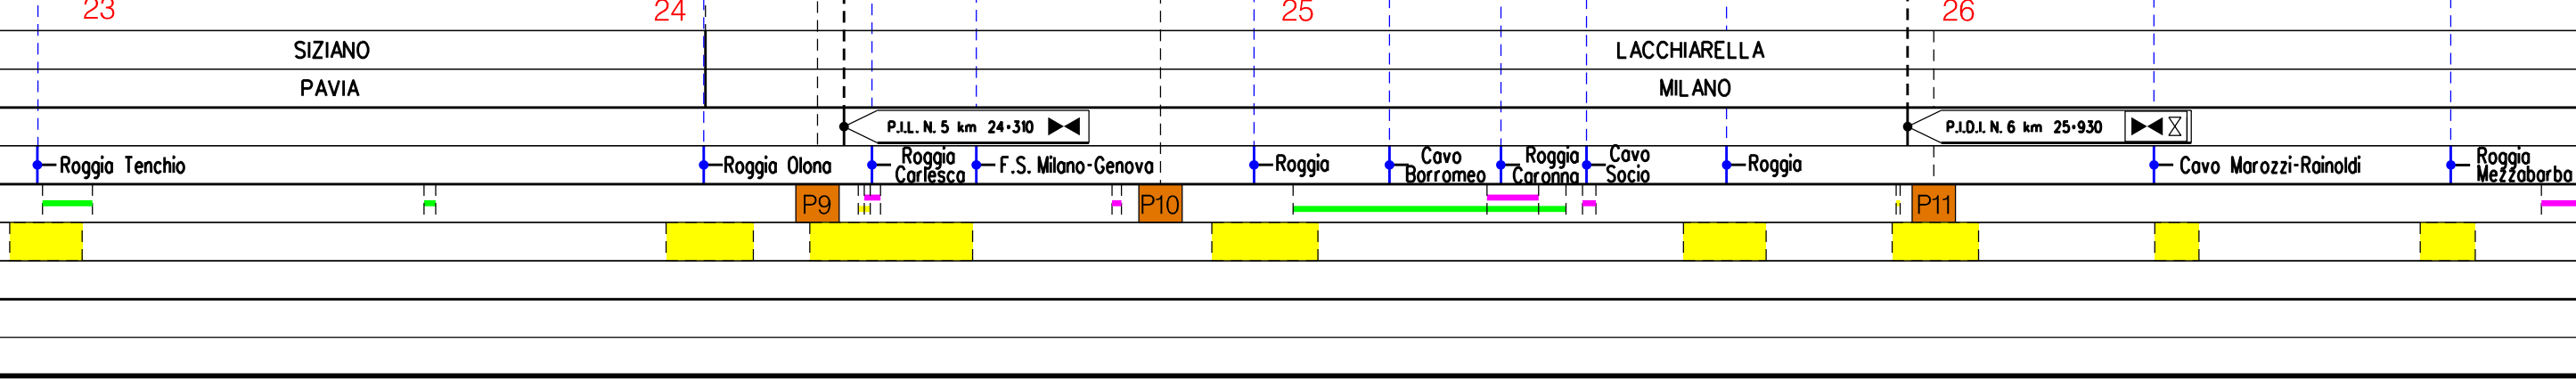 23 24 25 26
SIZIANO LACCHIARELLA
PAVIA MILANO
P.I.L. N. 5 km 24+310 P.I.D.I. N. 6 km 25+930
Roggia Tenchio
Roggia Olona
Roggia
Carlesca
F.S. Milano-Genova
Roggia
Cavo
Borromeo
Roggia
Caronna
Cavo
Socio
Roggia
Cavo Marozzi-Rainoldi
Roggia
Mezzabarba
P9 P10 P11